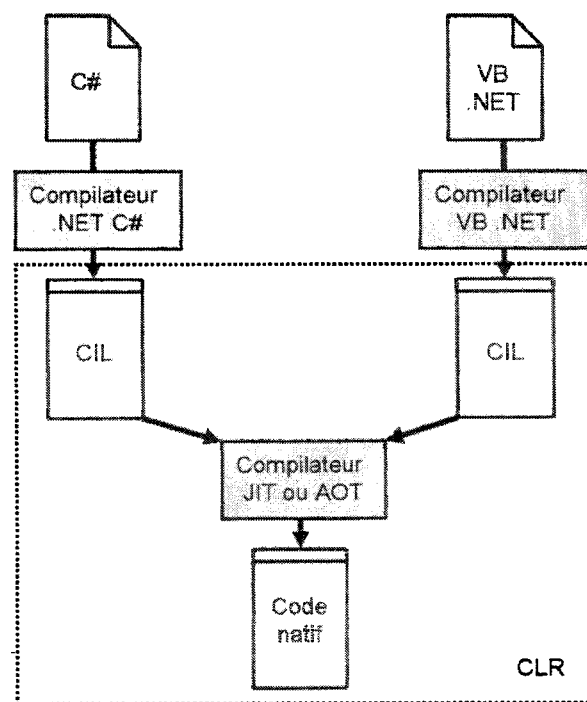 C#
VB
.NET
Compilateur
.NET C#
Compilateur
VB .NET
CIL
CIL
Compilateur
JIT ou AOT
Code
natif
CLR